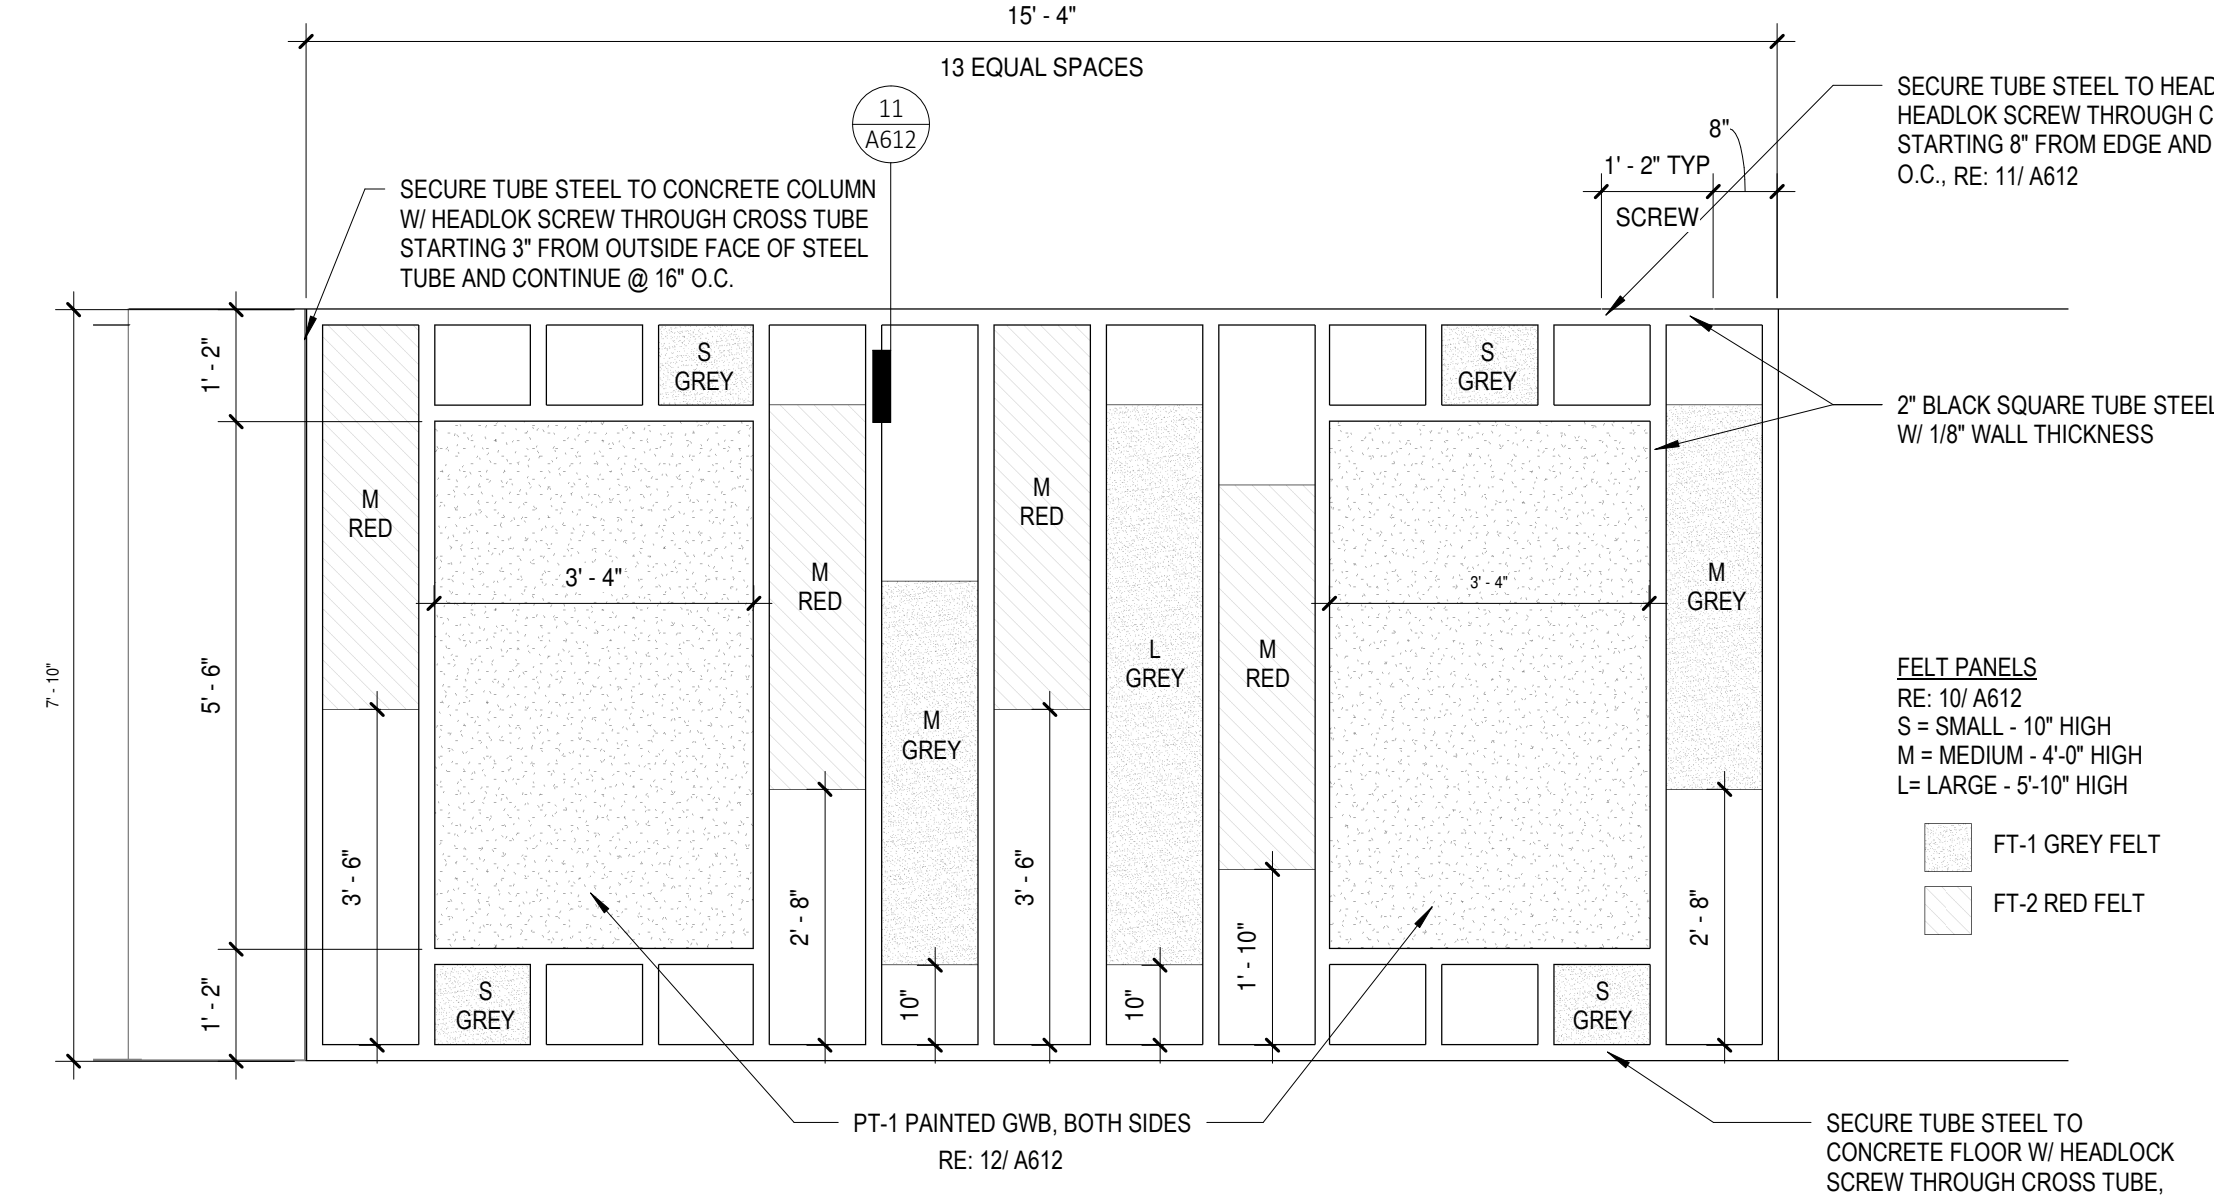 15' - 4"
13 EQUAL SPACES
11
A612
SECURE TUBE STEEL TO HEAD
HEADLOK SCREW THROUGH C
STARTING 8" FROM EDGE AND
O.C., RE: 11/ A612
8"
1' - 2" TYP
SCREW
SECURE TUBE STEEL TO CONCRETE COLUMN
W/ HEADLOK SCREW THROUGH CROSS TUBE
STARTING 3" FROM OUTSIDE FACE OF STEEL
TUBE AND CONTINUE @ 16" O.C.
1' - 2"
S
GREY
S
GREY
2" BLACK SQUARE TUBE STEEL
W/ 1/8" WALL THICKNESS
M
RED
M
RED
3' - 4"
M
RED
3' - 4"
M
GREY
7' - 10"
5' - 6"
L
GREY
M
RED
M
GREY
FELT PANELS
RE: 10/ A612
S = SMALL - 10" HIGH
M = MEDIUM - 4'-0" HIGH
L= LARGE - 5'-10" HIGH
FT-1 GREY FELT
FT-2 RED FELT
3' - 6"
2' - 8"
3' - 6"
1' - 10"
2' - 8"
1' - 2"
S
GREY
10"
10"
S
GREY
PT-1 PAINTED GWB, BOTH SIDES
RE: 12/ A612
SECURE TUBE STEEL TO
CONCRETE FLOOR W/ HEADLOCK
SCREW THROUGH CROSS TUBE,